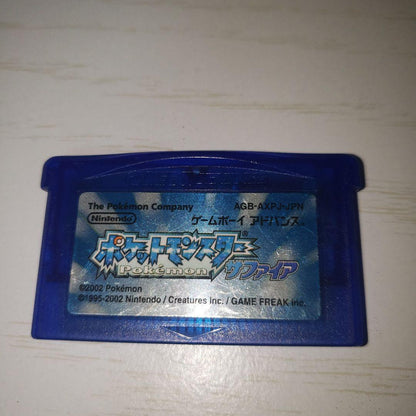 The Pokémon Company AGB-AXPJ-JPN
Nintendo ゲームボーイ アドバンス
ポケットモンスター®
Pokémon サファイア
©2002 Pokémon
©1995-2002 Nintendo / Creatures inc. / GAME FREAK inc.